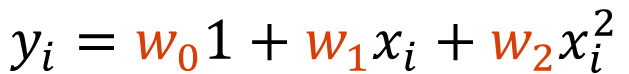 yᵢ = w₀1 + w₁xᵢ + w₂xᵢ²